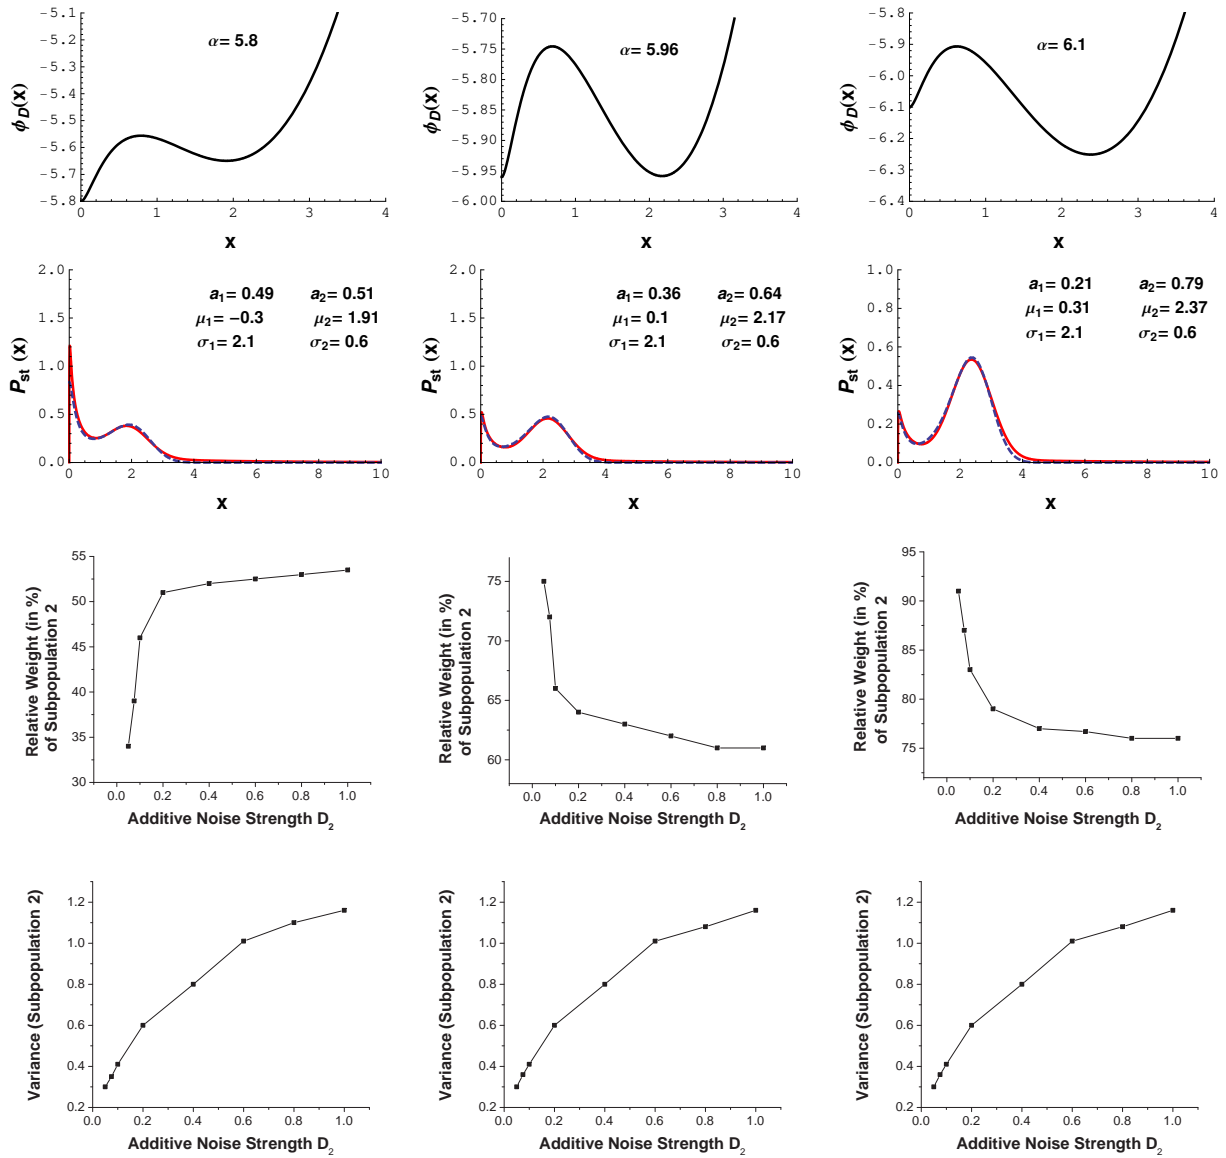 -5.1
-5.2
-5.3
-5.4
-5.5
-5.6
-5.7
-5.8
ϕD(x)
α= 5.8
0 1 2 3 4
x
-5.70
-5.75
-5.80
-5.85
-5.90
-5.95
-6.00
ϕD(x)
α= 5.96
0 1 2 3 4
x
-5.8
-5.9
-6.0
-6.1
-6.2
-6.3
-6.4
ϕD(x)
α= 6.1
0 1 2 3 4
x
2.0
1.5
1.0
0.5
0.0
Pst (x)
a1= 0.49 a2= 0.51
μ1= −0.3 μ2= 1.91
σ1= 2.1 σ2= 0.6
0 2 4 6 8 10
x
2.0
1.5
1.0
0.5
0.0
Pst (x)
a1= 0.36 a2= 0.64
μ1= 0.1 μ2= 2.17
σ1= 2.1 σ2= 0.6
0 2 4 6 8 10
x
1.0
0.8
0.6
0.4
0.2
0.0
Pst (x)
a1= 0.21 a2= 0.79
μ1= 0.31 μ2= 2.37
σ1= 2.1 σ2= 0.6
0 2 4 6 8 10
x
55
50
45
40
35
30
Relative Weight (in %)
of Subpopulation 2
0.0 0.2 0.4 0.6 0.8 1.0
Additive Noise Strength D2
75
70
65
60
Relative Weight (in %)
of Subpopulation 2
0.0 0.2 0.4 0.6 0.8 1.0
Additive Noise Strength D2
95
90
85
80
75
Relative Weight (in %)
of Subpopulation 2
0.0 0.2 0.4 0.6 0.8 1.0
Additive Noise Strength D2
1.2
1.0
0.8
0.6
0.4
0.2
Variance (Subpopulation 2)
0.0 0.2 0.4 0.6 0.8 1.0
Additive Noise Strength D2
1.2
1.0
0.8
0.6
0.4
0.2
Variance (Subpopulation 2)
0.0 0.2 0.4 0.6 0.8 1.0
Additive Noise Strength D2
1.2
1.0
0.8
0.6
0.4
0.2
Variance (Subpopulation 2)
0.0 0.2 0.4 0.6 0.8 1.0
Additive Noise Strength D2